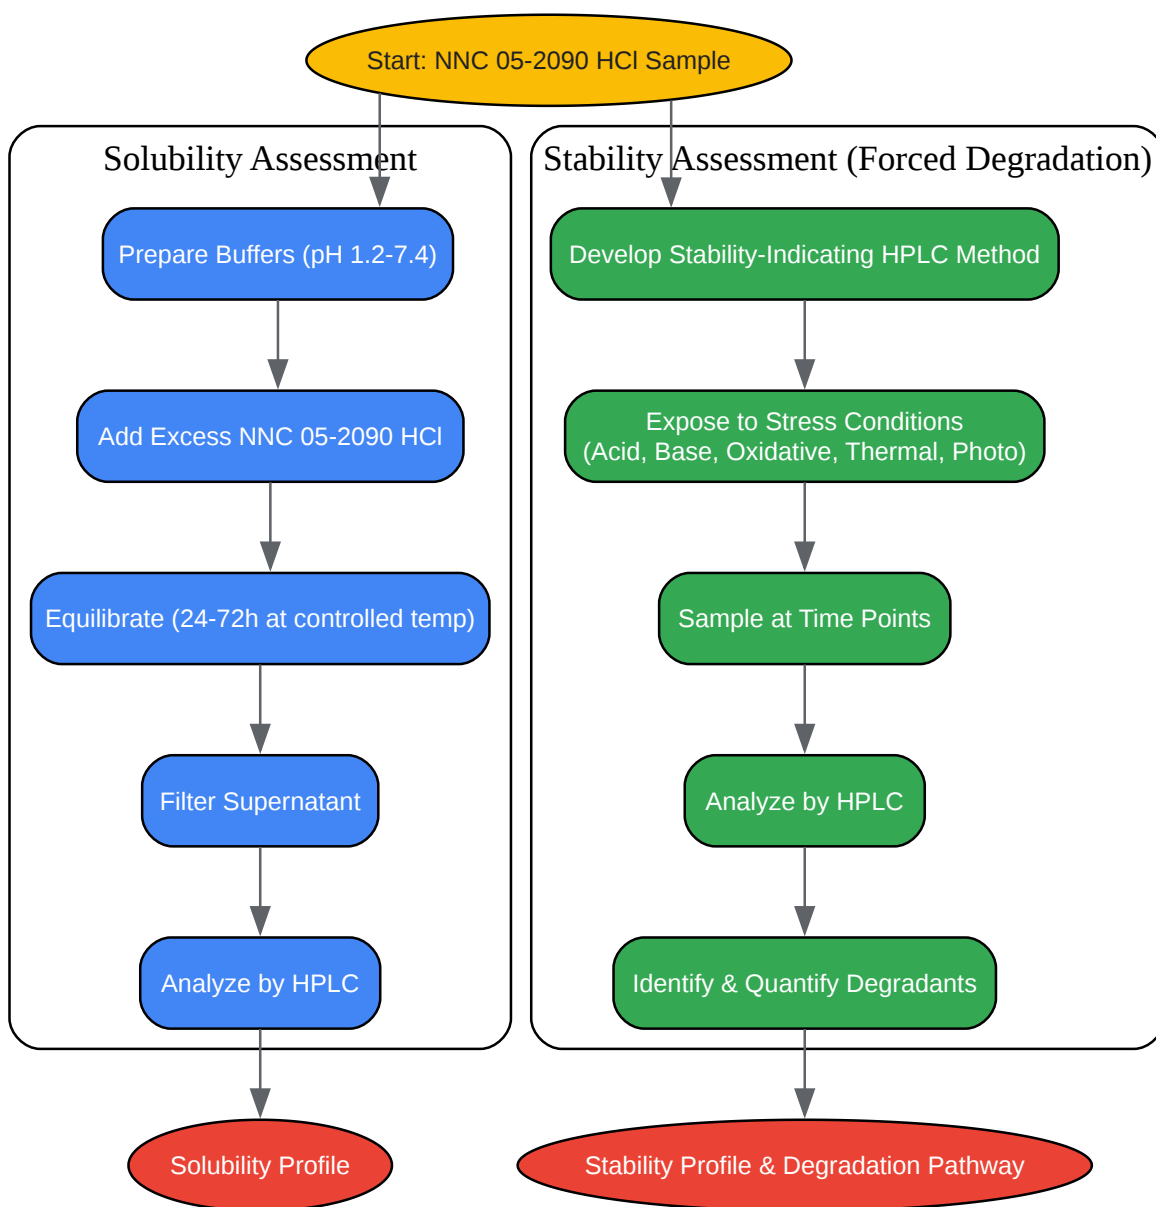 Start: NNC 05-2090 HCl Sample
Solubility Assessment
Prepare Buffers (pH 1.2-7.4)
Add Excess NNC 05-2090 HCl
Equilibrate (24-72h at controlled temp)
Filter Supernatant
Analyze by HPLC
Solubility Profile
Stability Assessment (Forced Degradation)
Develop Stability-Indicating HPLC Method
Expose to Stress Conditions
(Acid, Base, Oxidative, Thermal, Photo)
Sample at Time Points
Analyze by HPLC
Identify & Quantify Degradants
Stability Profile & Degradation Pathway